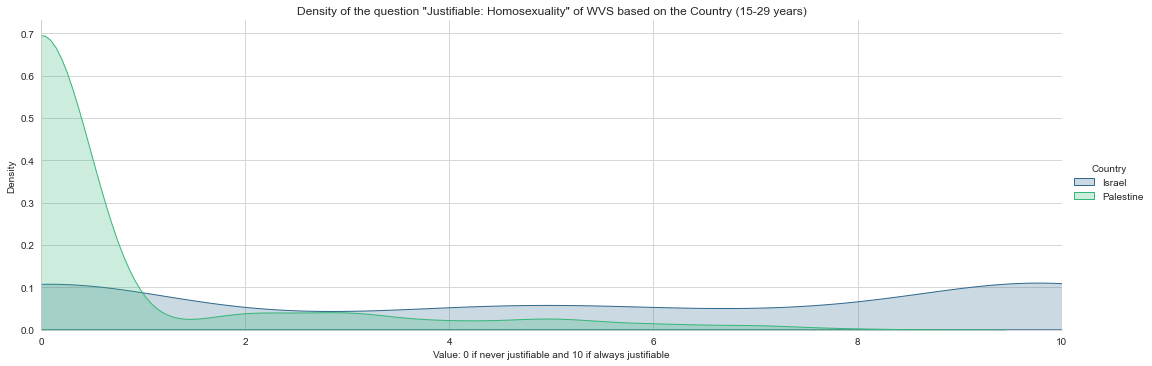 Density of the question "Justifiable: Homosexuality" of WVS based on the Country (15-29 years)
0.7
0.6
0.5
0.4
0.3
0.2
0.1
0.0
Density
0 2 4 6 8 10
Value: 0 if never justifiable and 10 if always justifiable
Country
Israel
Palestine